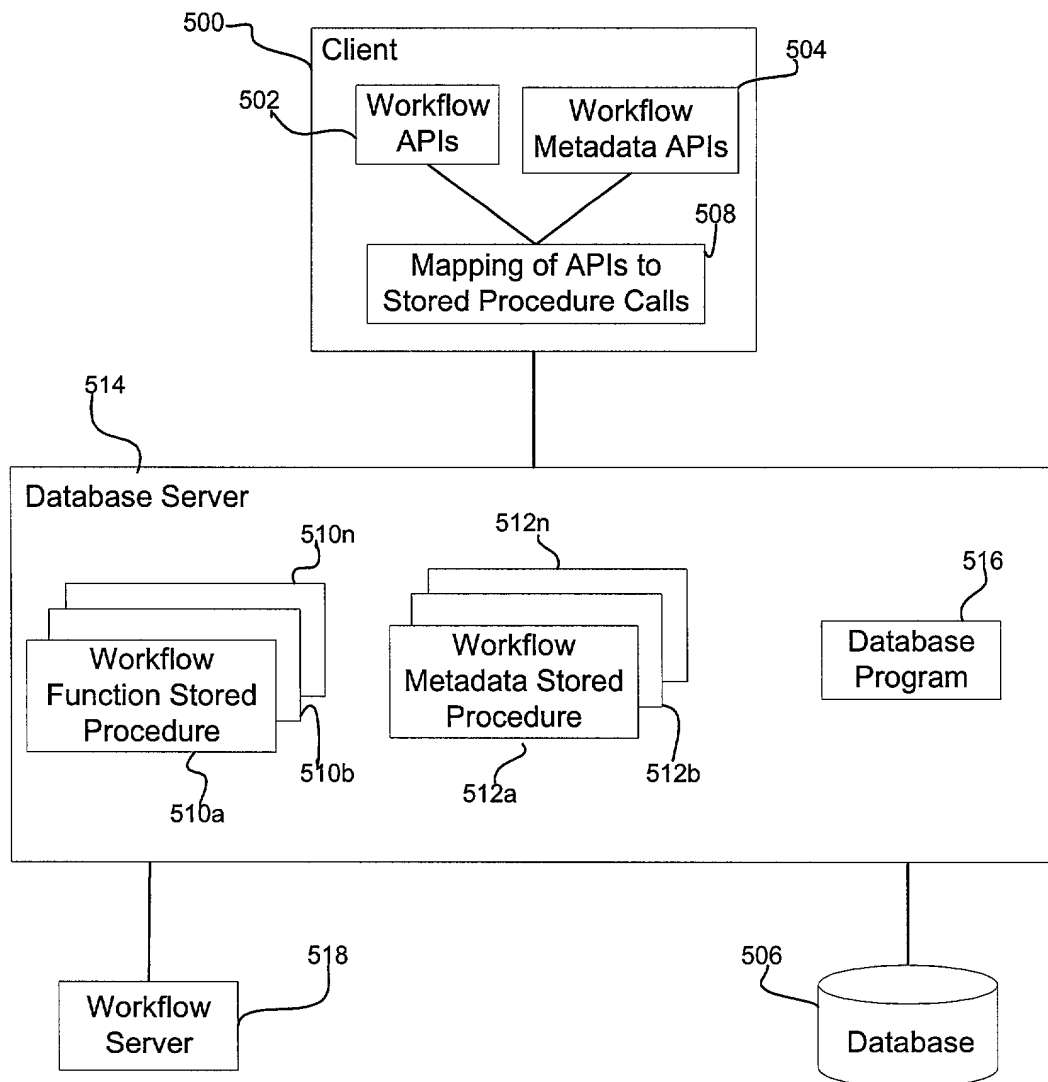 500
Client
504
502
Workflow
APIs
Workflow
Metadata APIs
508
Mapping of APIs to
Stored Procedure Calls
514
Database Server
510n
512n
516
Workflow
Function Stored
Procedure
Workflow
Metadata Stored
Procedure
Database
Program
510b
510a
512b
512a
518
506
Workflow
Server
Database